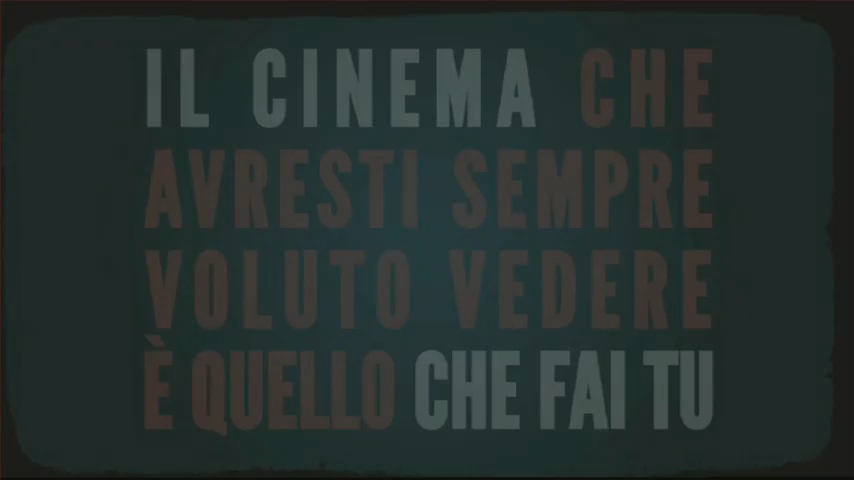 IL CINEMA CHE
AVRESTI SEMPRE
VOLUTO VEDERE
È QUELLO CHE FAI TU